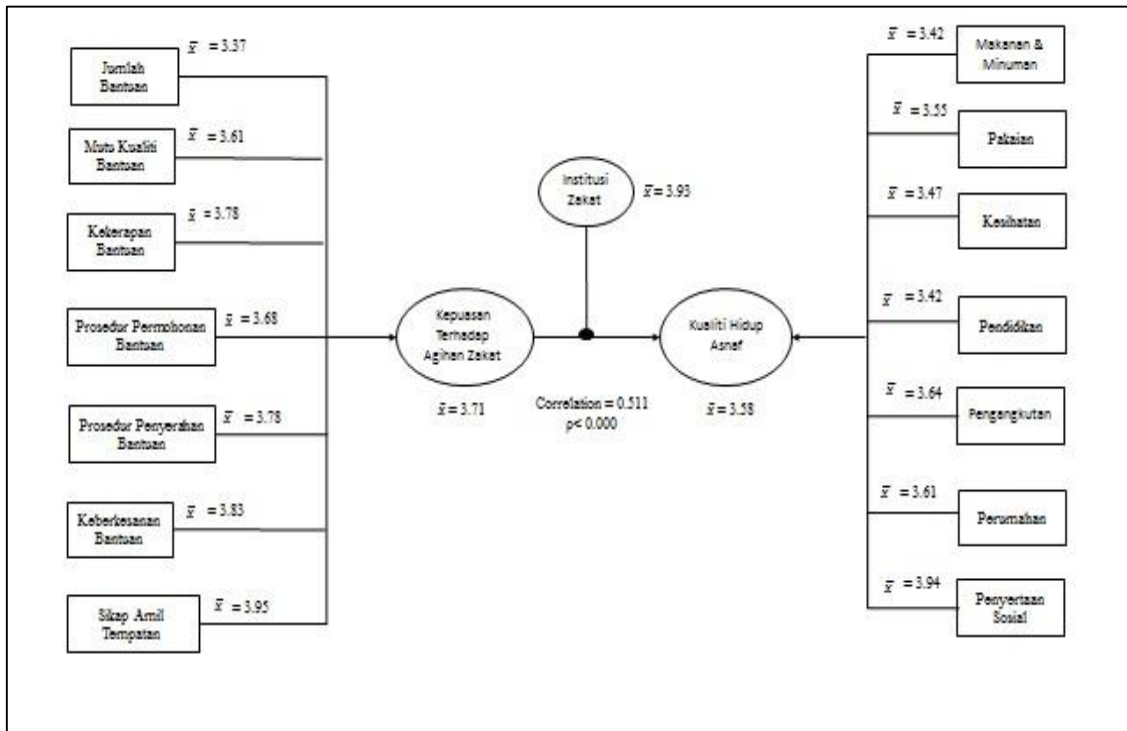 x̄ = 3.37
Jumlah
Bantuan
x̄ = 3.61
Mutu Kualiti
Bantuan
x̄ = 3.78
Kekerapan
Bantuan
x̄ = 3.68
Prosedur Permohonan
Bantuan
x̄ = 3.78
Prosedur Penyerahan
Bantuan
x̄ = 3.83
Keberkesanan
Bantuan
x̄ = 3.95
Sikap Amil
Tempatan
Institusi
Zakat
x̄ = 3.93
Kepuasan
Terhadap
Agihan Zakat
x̄ = 3.71
Correlation = 0.511
p< 0.000
Kualiti Hidup
Asnaf
x̄ = 3.58
x̄ = 3.42
Makanan &
Minuman
x̄ = 3.55
Pakaian
x̄ = 3.47
Kesihatan
x̄ = 3.42
Pendidikan
x̄ = 3.64
Pengangkutan
x̄ = 3.61
Perumahan
x̄ = 3.94
Penyertaan
Sosial